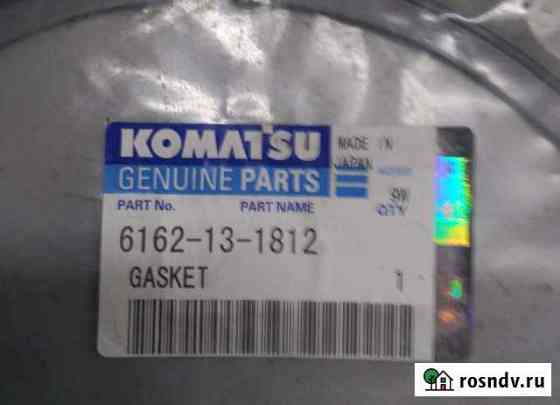 KOMATSU
MADE IN
JAPAN
GENUINE PARTS
PART No. PART NAME QTY
6162-13-1812
GASKET 1
rosndv.ru